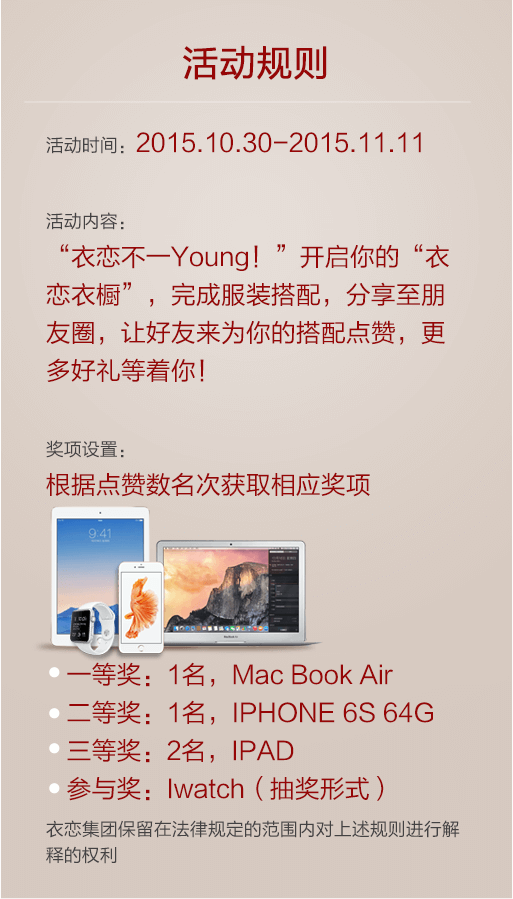 活动规则
活动时间：2015.10.30-2015.11.11
活动内容：
“衣恋不一Young！”开启你的“衣
恋衣橱”，完成服装搭配，分享至朋
友圈，让好友来为你的搭配点赞，更
多好礼等着你！
奖项设置：
根据点赞数名次获取相应奖项
9:41
一等奖：1名，Mac Book Air
二等奖：1名，IPHONE 6S 64G
三等奖：2名，IPAD
参与奖：Iwatch（抽奖形式）
衣恋集团保留在法律规定的范围内对上述规则进行解
释的权利